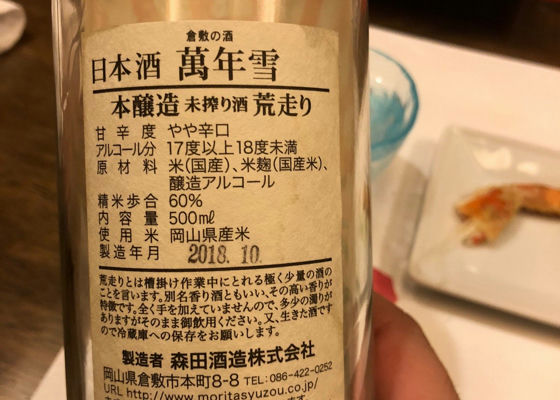 倉敷の酒
日本酒 萬年雪
本醸造 未搾り酒 荒走り
甘辛度 やや辛口
アルコール分 17度以上18度未満
原材料 米(国産)、米麹(国産米)、
醸造アルコール
精米歩合 60%
内容量 500ml
使用米 岡山県産米
製造年月 2018.10.
荒走りとは槽掛け作業中にとれる極く少量の酒の
ことを言います。別名香り酒ともいい、その高い香りが
特徴です。全く手を加えていませんので、多少の濁りが
ありますがそのまま御飲用ください。又、生きた酒です
ので冷蔵庫への保存をお願いします。
製造者 森田酒造株式会社
岡山県倉敷市本町8-8 TEL:086-422-0252
URL http://www.moritasyuzou.co.jp/